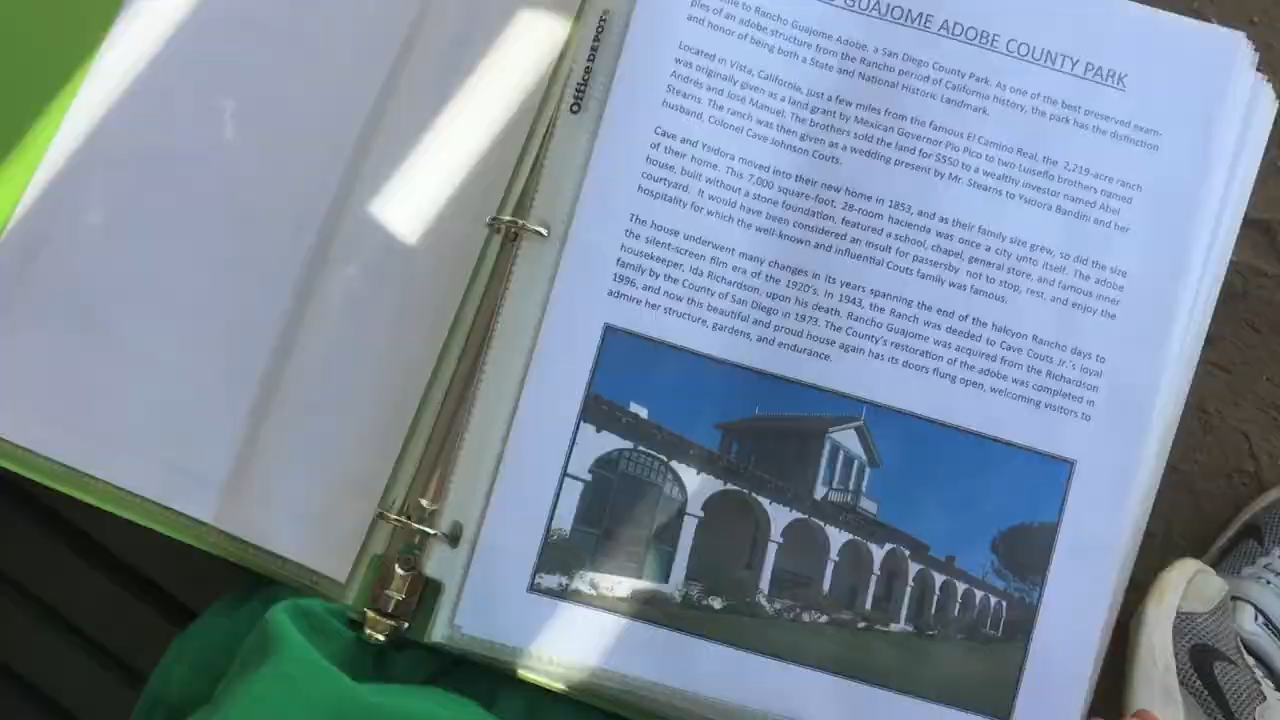 Office DEPOT
GUAJOME ADOBE COUNTY PARK
to Rancho Guajome Adobe, a San Diego County Park. As one of the best preserved exam-
ples of an adobe structure from the Rancho period of California history, the park has the distinction
and honor of being both a State and National Historic Landmark.
Located in Vista, California, just a few miles from the famous El Camino Real, the 2,219-acre ranch
was originally given as a land grant by Mexican Governor Pio Pico to two Luiseño brothers named
Andrés and José Manuel. The brothers sold the land for $550 to a wealthy investor named Abel
Stearns. The ranch was then given as a wedding present by Mr. Stearns to Ysidora Bandini and her
husband, Colonel Cave Johnson Couts.
Cave and Ysidora moved into their new home in 1853, and as their family size grew, so did the size
of their home. This 7,000 square-foot, 28-room hacienda was once a city unto itself. The adobe
house, built without a stone foundation, featured a school, chapel, general store, and famous inner
courtyard. It would have been considered an insult for passersby not to stop, rest, and enjoy the
hospitality for which the well-known and influential Couts family was famous.
The house underwent many changes in its years spanning the end of the halcyon Rancho days to
the silent-screen film era of the 1920's. In 1943, the Ranch was deeded to Cave Couts Jr.'s loyal
housekeeper, Ida Richardson, upon his death. Rancho Guajome was acquired from the Richardson
family by the County of San Diego in 1973. The County's restoration of the adobe was completed in
1996, and now this beautiful and proud house again has its doors flung open, welcoming visitors to
admire her structure, gardens, and endurance.